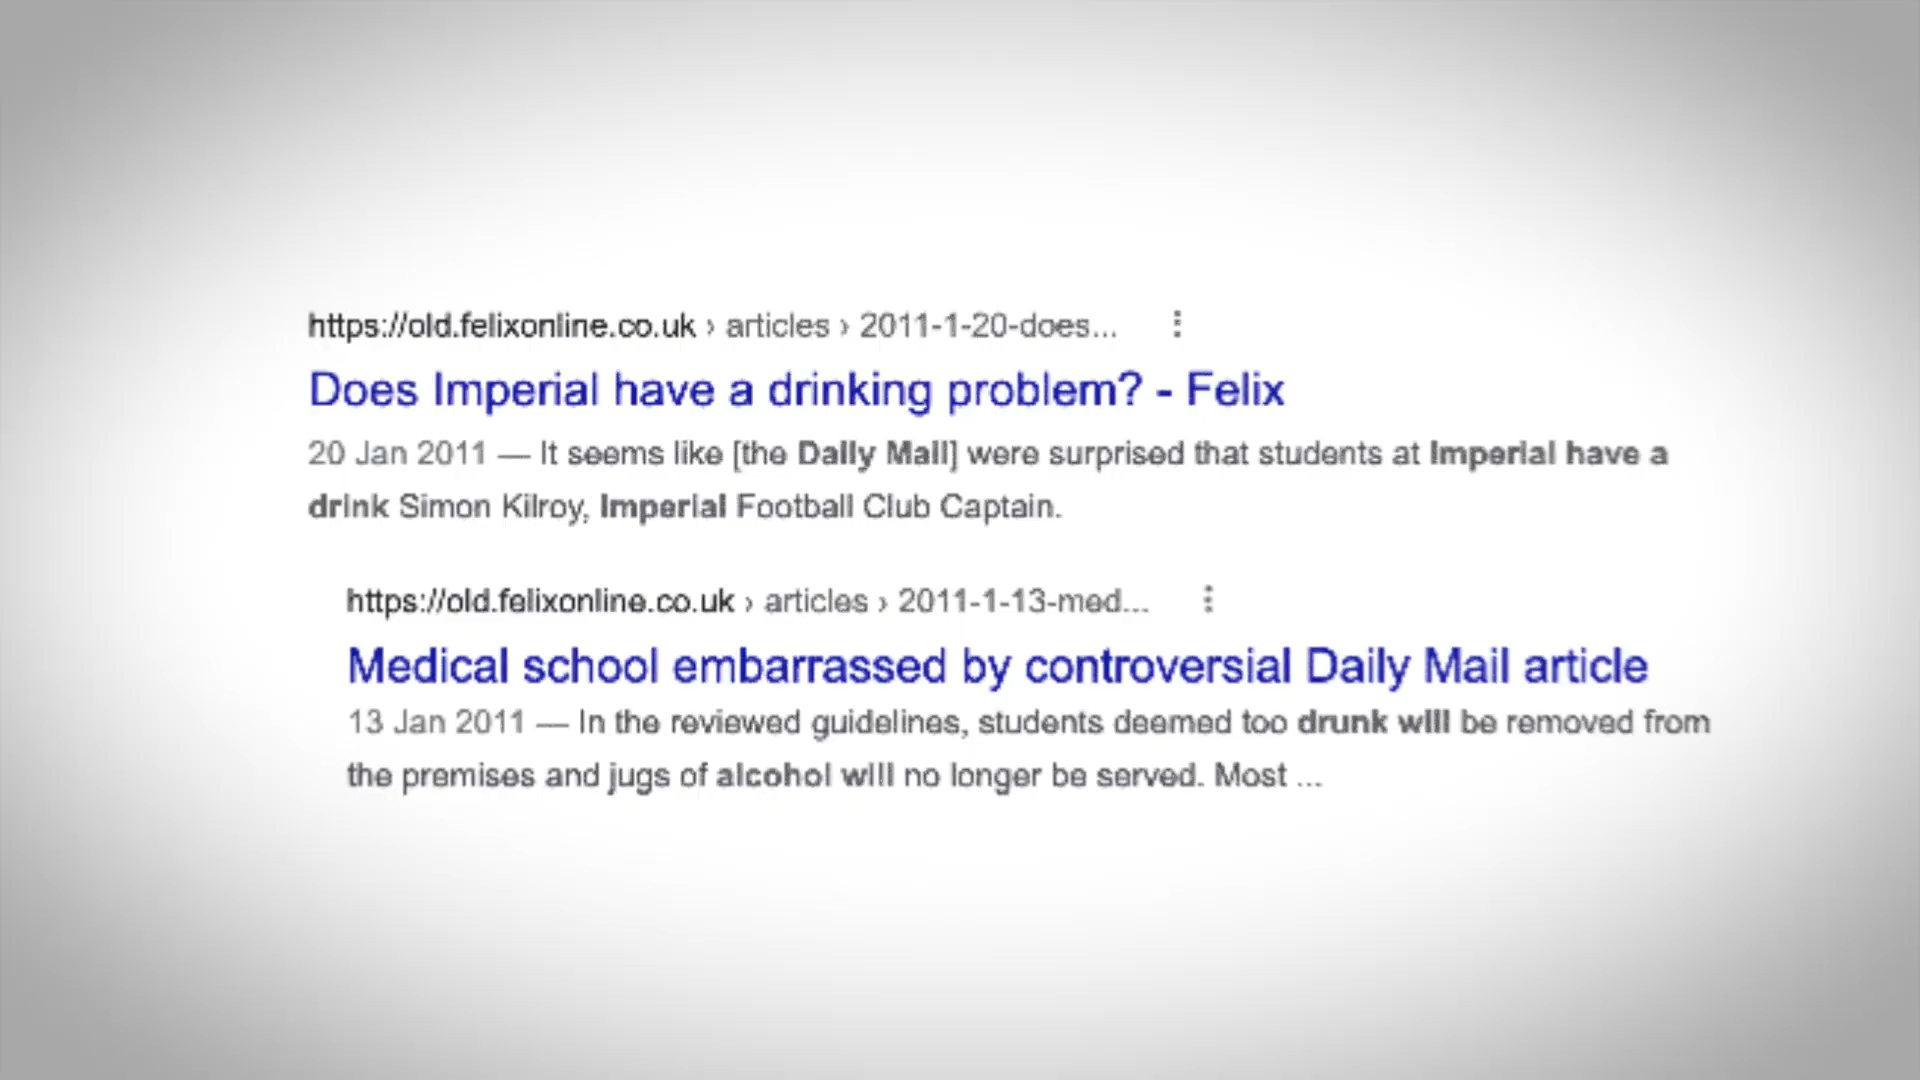 https://old.felixonline.co.uk › articles › 2011-1-20-does...
Does Imperial have a drinking problem? - Felix
20 Jan 2011 — It seems like [the Daily Mail] were surprised that students at Imperial have a
drink Simon Kilroy, Imperial Football Club Captain.
https://old.felixonline.co.uk › articles › 2011-1-13-med...
Medical school embarrassed by controversial Daily Mail article
13 Jan 2011 — In the reviewed guidelines, students deemed too drunk will be removed from
the premises and jugs of alcohol will no longer be served. Most ...